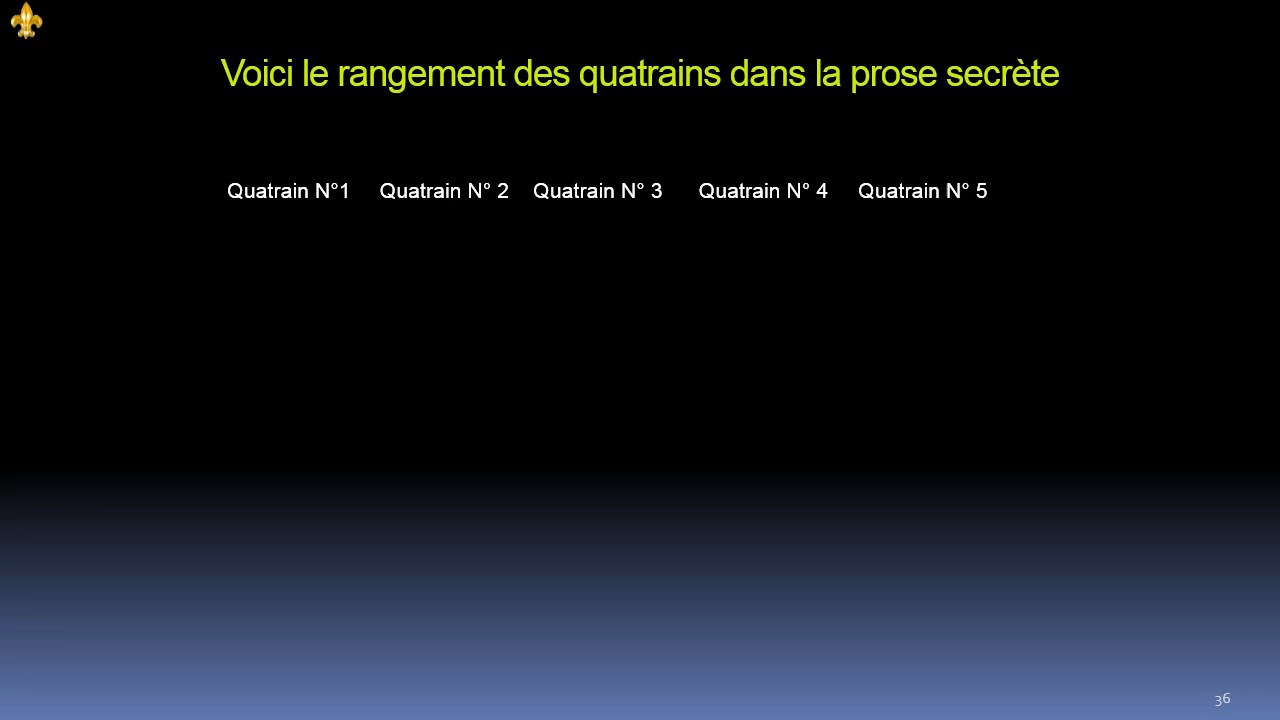 Voici le rangement des quatrains dans la prose secrète
Quatrain N°1 Quatrain N° 2 Quatrain N° 3 Quatrain N° 4 Quatrain N° 5
36